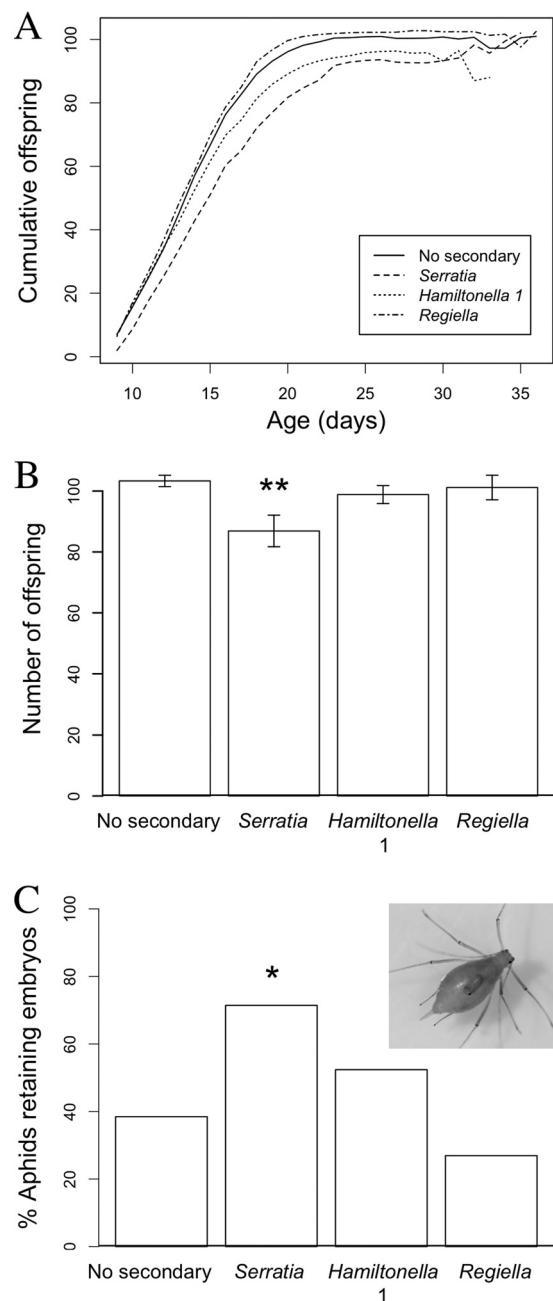 A
Cumulative offspring
100
80
60
40
20
0
No secondary
Serratia
Hamiltonella 1
Regiella
10 15 20 25 30 35
Age (days)
B
Number of offspring
100
80
60
40
20
0
**
No secondary Serratia Hamiltonella 1 Regiella
C
% Aphids retaining embryos
100
80
60
40
20
0
*
No secondary Serratia Hamiltonella 1 Regiella